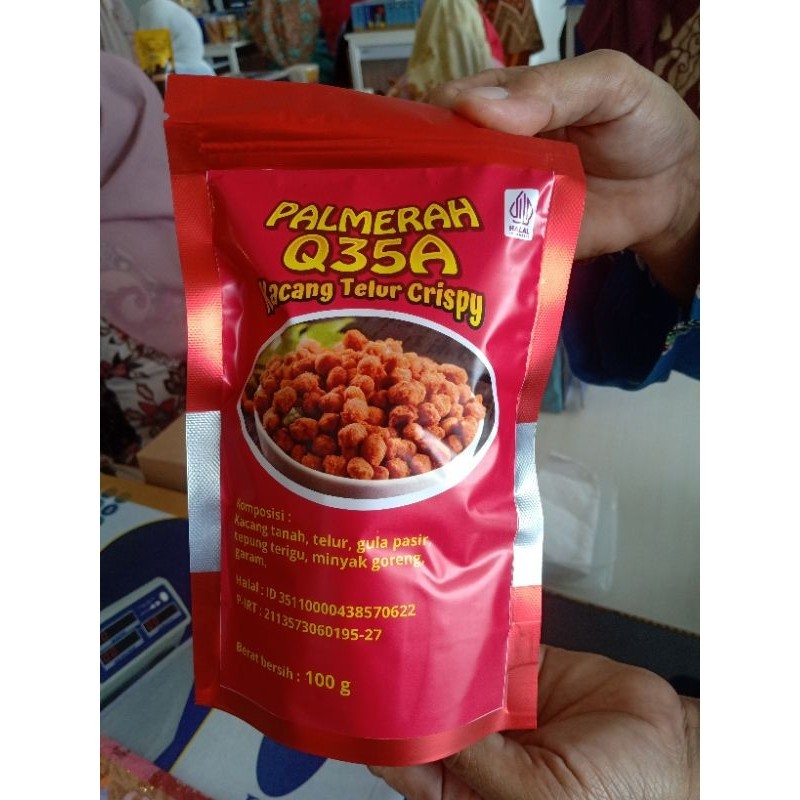 PALMERAH
Q35A
Kacang Telur Crispy
HALAL
Komposisi :
Kacang tanah, telur, gula pasir,
tepung terigu, minyak goreng,
garam.
Halal : ID 35110000438570622
P-IRT : 2113573060195-27
Berat bersih : 100 g